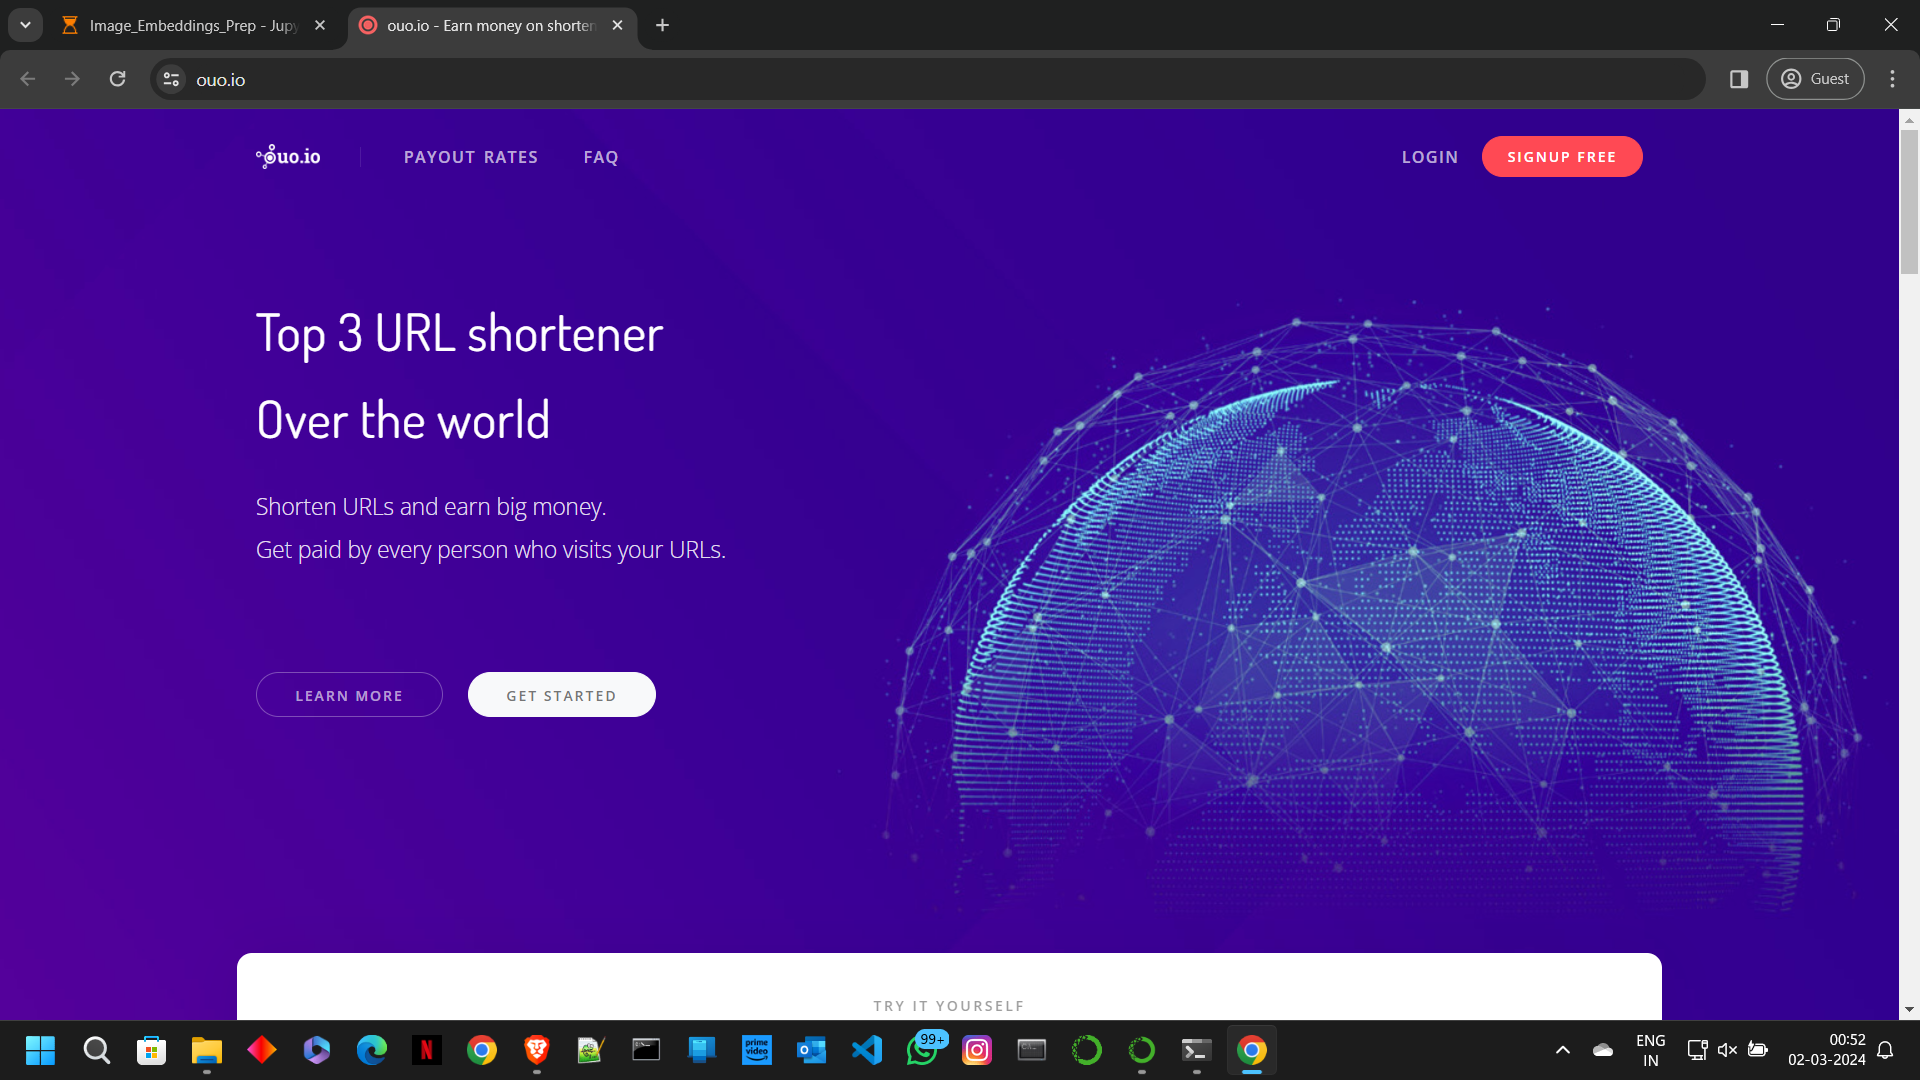 Image_Embeddings_Prep - Jupy
ouo.io - Earn money on shorten
ouo.io
Guest
ouo.io
PAYOUT RATES
FAQ
LOGIN
SIGNUP FREE
Top 3 URL shortener
Over the world
Shorten URLs and earn big money.
Get paid by every person who visits your URLs.
LEARN MORE
GET STARTED
TRY IT YOURSELF
N
prime
video
99+
ENG
IN
00:52
02-03-2024